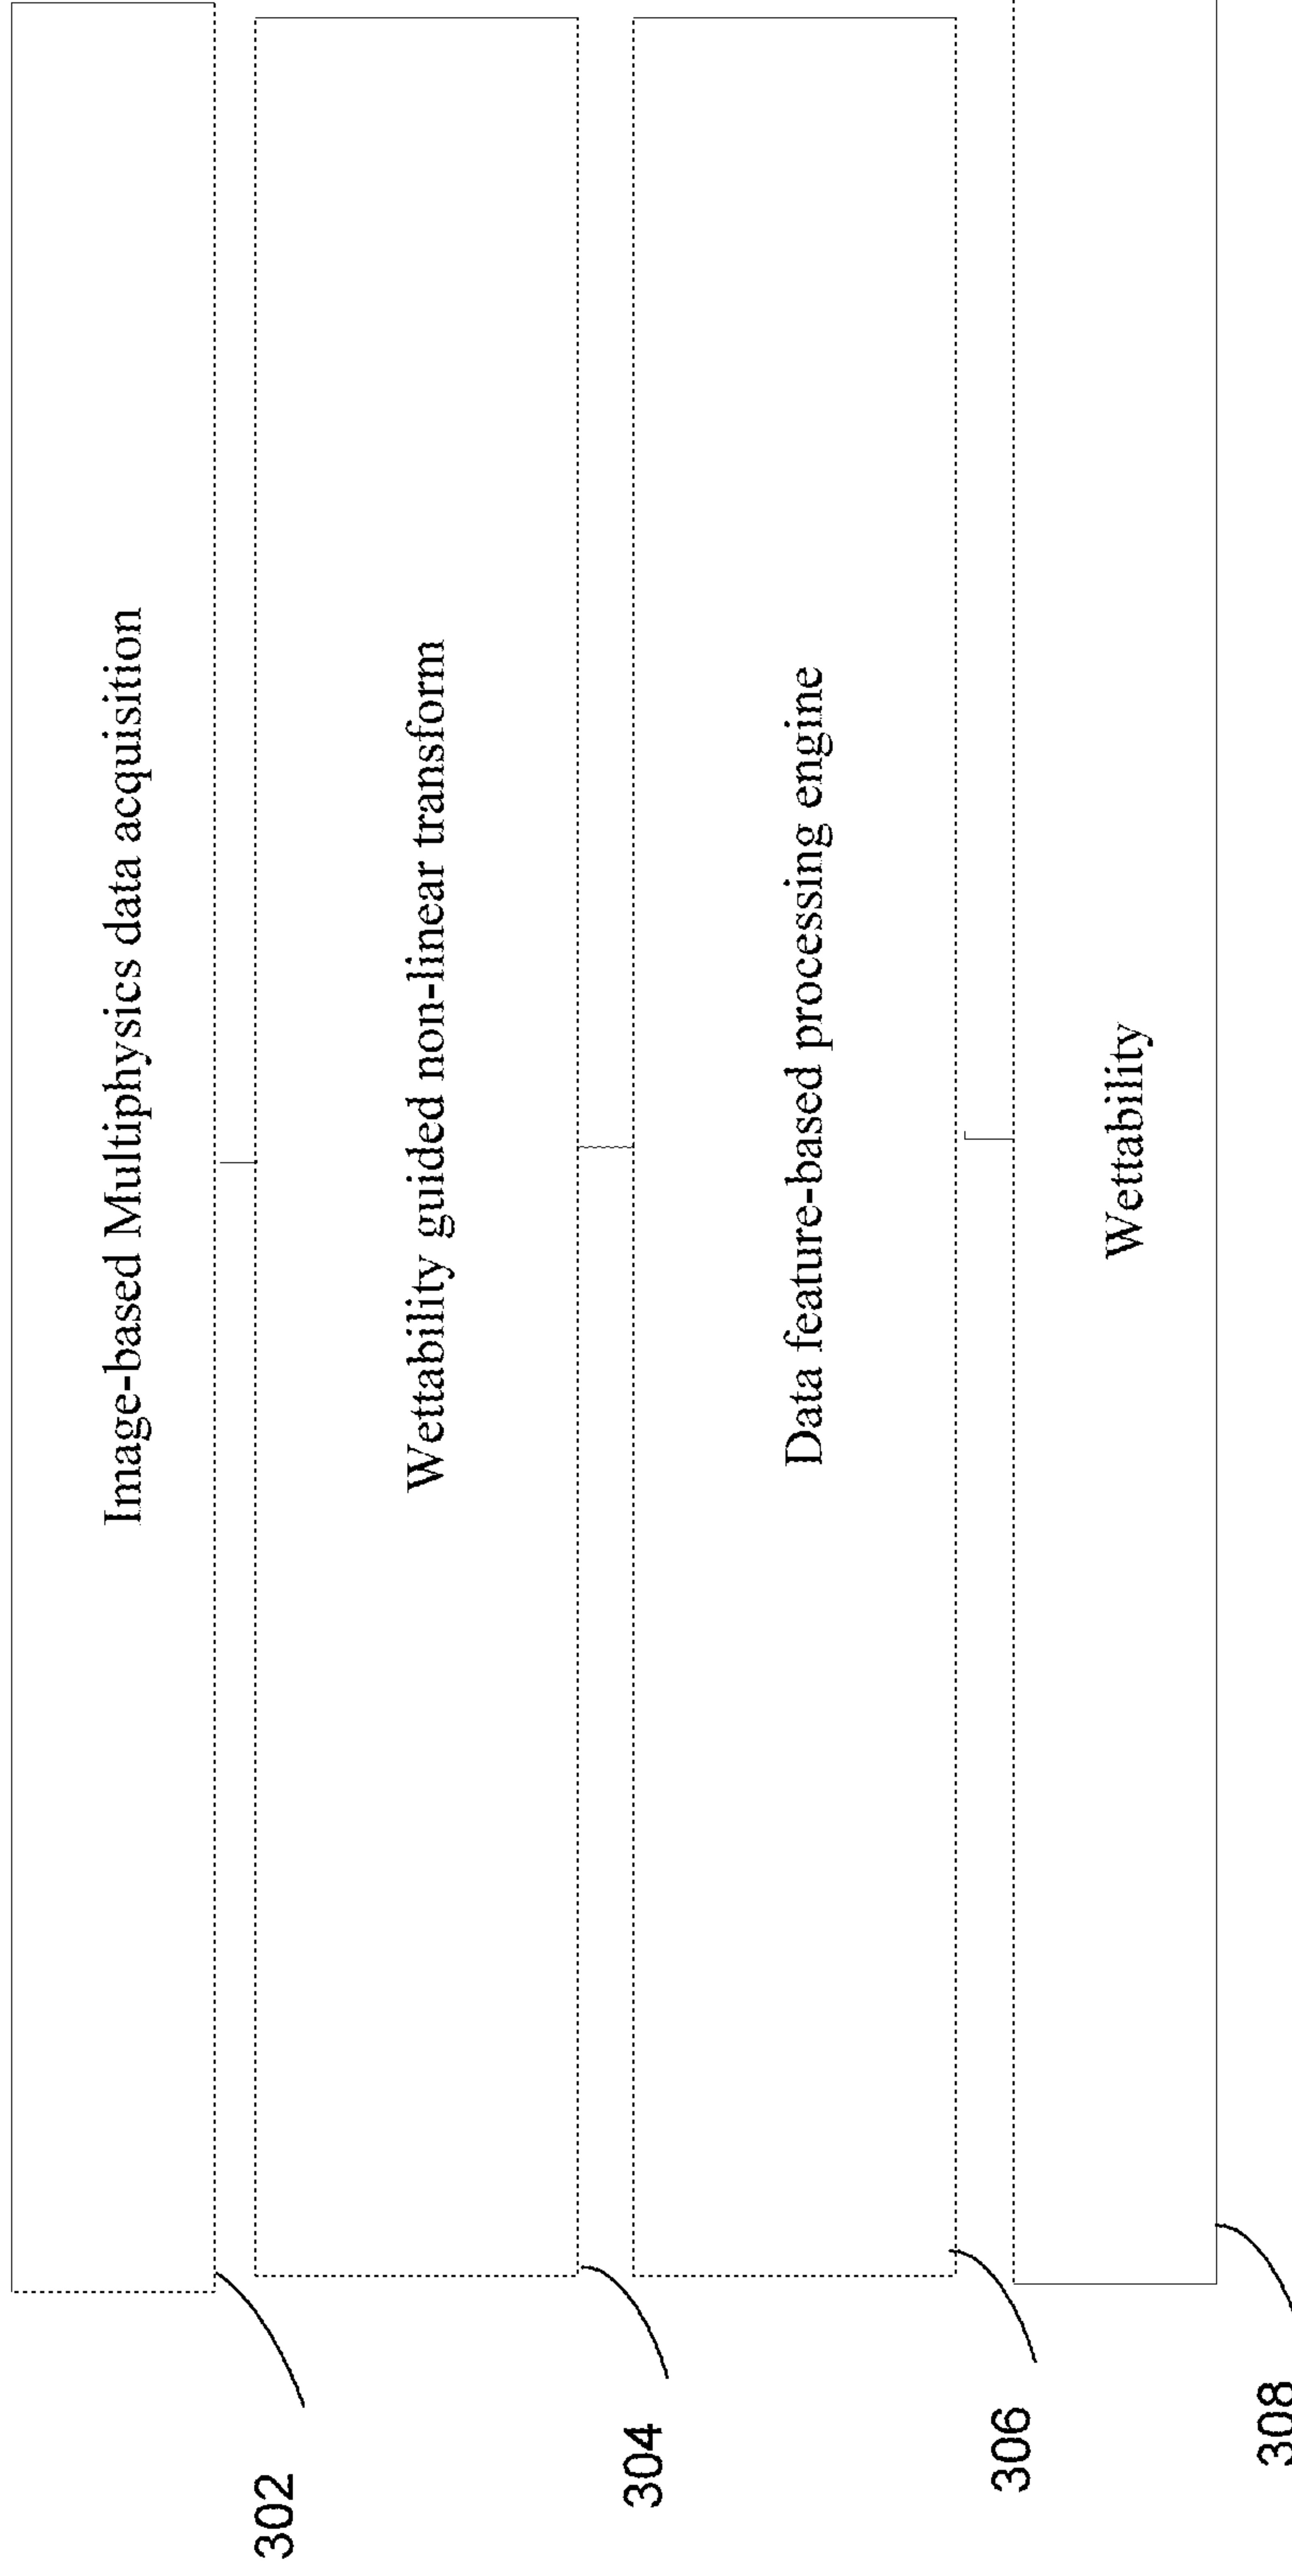 Image-based Multiphysics data acquisition
302
Wettability guided non-linear transform
304
Data feature-based processing engine
306
Wettability
308